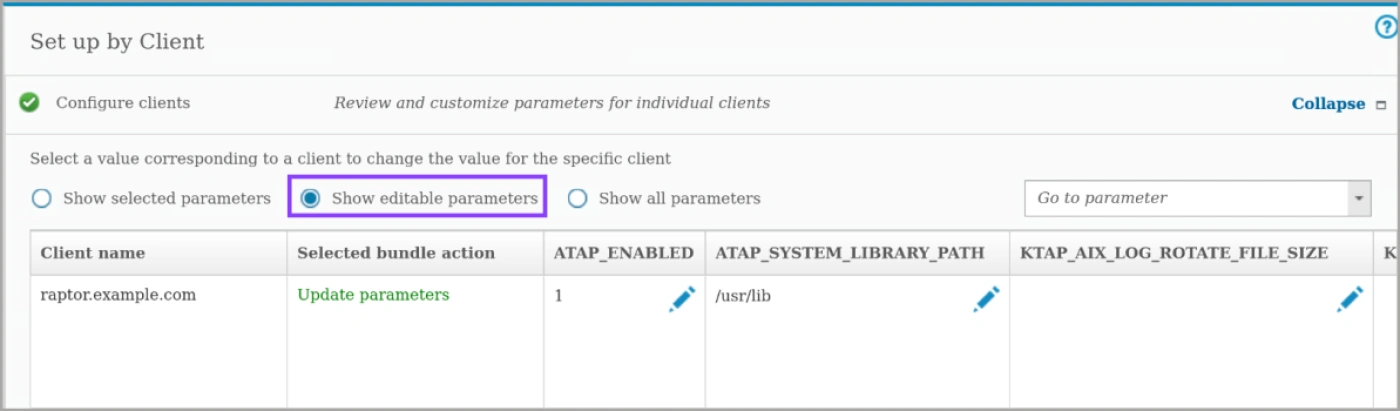 ?
Set up by Client
Configure clients Review and customize parameters for individual clients Collapse
Select a value corresponding to a client to change the value for the specific client
Show selected parameters Show editable parameters Show all parameters Go to parameter
Client name Selected bundle action ATAP_ENABLED ATAP_SYSTEM_LIBRARY_PATH KTAP_AIX_LOG_ROTATE_FILE_SIZE K
raptor.example.com Update parameters 1 /usr/lib